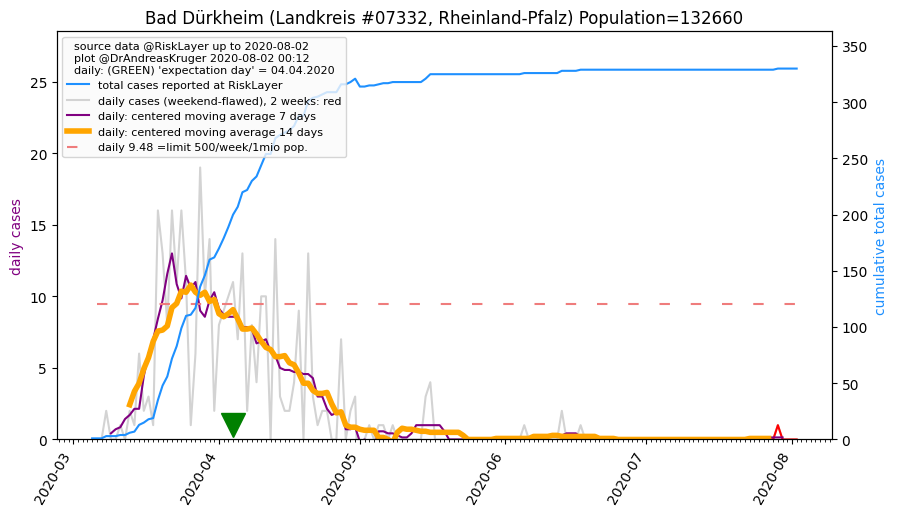 Bad Dürkheim (Landkreis #07332, Rheinland-Pfalz) Population=132660
source data @RiskLayer up to 2020-08-02
plot @DrAndreasKruger 2020-08-02 00:12
daily: (GREEN) 'expectation day' = 04.04.2020
total cases reported at RiskLayer
daily cases (weekend-flawed), 2 weeks: red
daily: centered moving average 7 days
daily: centered moving average 14 days
daily 9.48 =limit 500/week/1mio pop.
daily cases
25
20
15
10
5
0
cumulative total cases
350
300
250
200
150
100
50
0
2020-03
2020-04
2020-05
2020-06
2020-07
2020-08